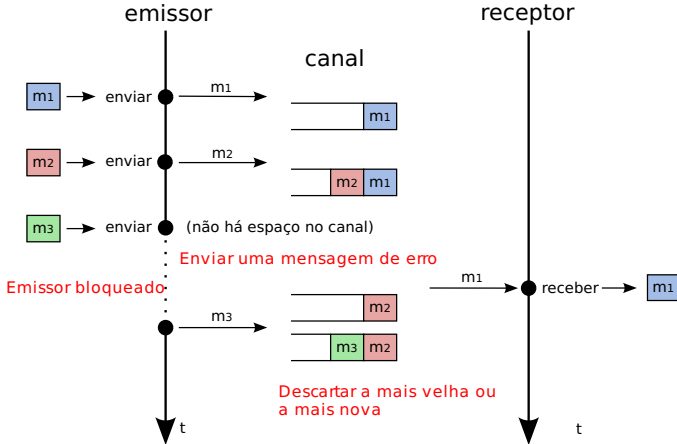 emissor
receptor
canal
m1
enviar
m1
m1
m2
enviar
m2
m2 m1
m3
enviar
(não há espaço no canal)
Enviar uma mensagem de erro
Emissor bloqueado
m1
receber
m1
m2
m3
m3 m2
Descartar a mais velha ou
a mais nova
t
t